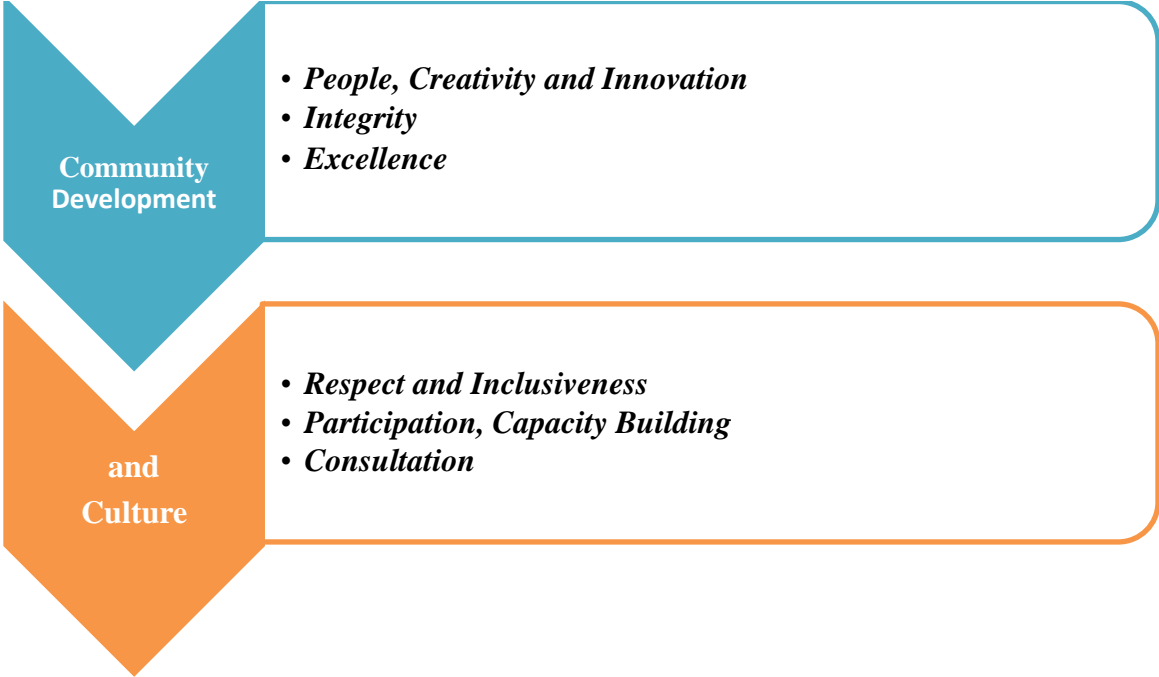 Community
Development
• People, Creativity and Innovation
• Integrity
• Excellence
and
Culture
• Respect and Inclusiveness
• Participation, Capacity Building
• Consultation